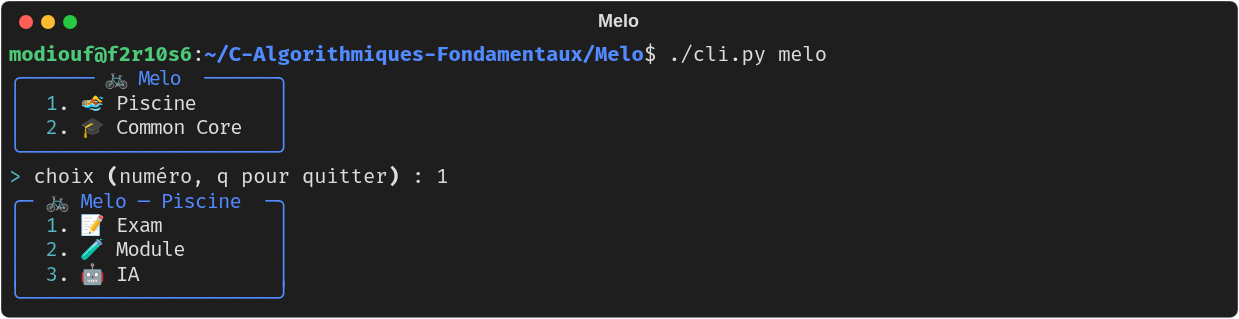 Melo
modiouf@f2r10s6:~/C-Algorithmiques-Fondamentaux/Melo$ ./cli.py melo
🚲 Melo
1. 🏊 Piscine
2. 🎓 Common Core
> choix (numéro, q pour quitter) : 1
🚲 Melo — Piscine
1. 📝 Exam
2. 🧪 Module
3. 🤖 IA